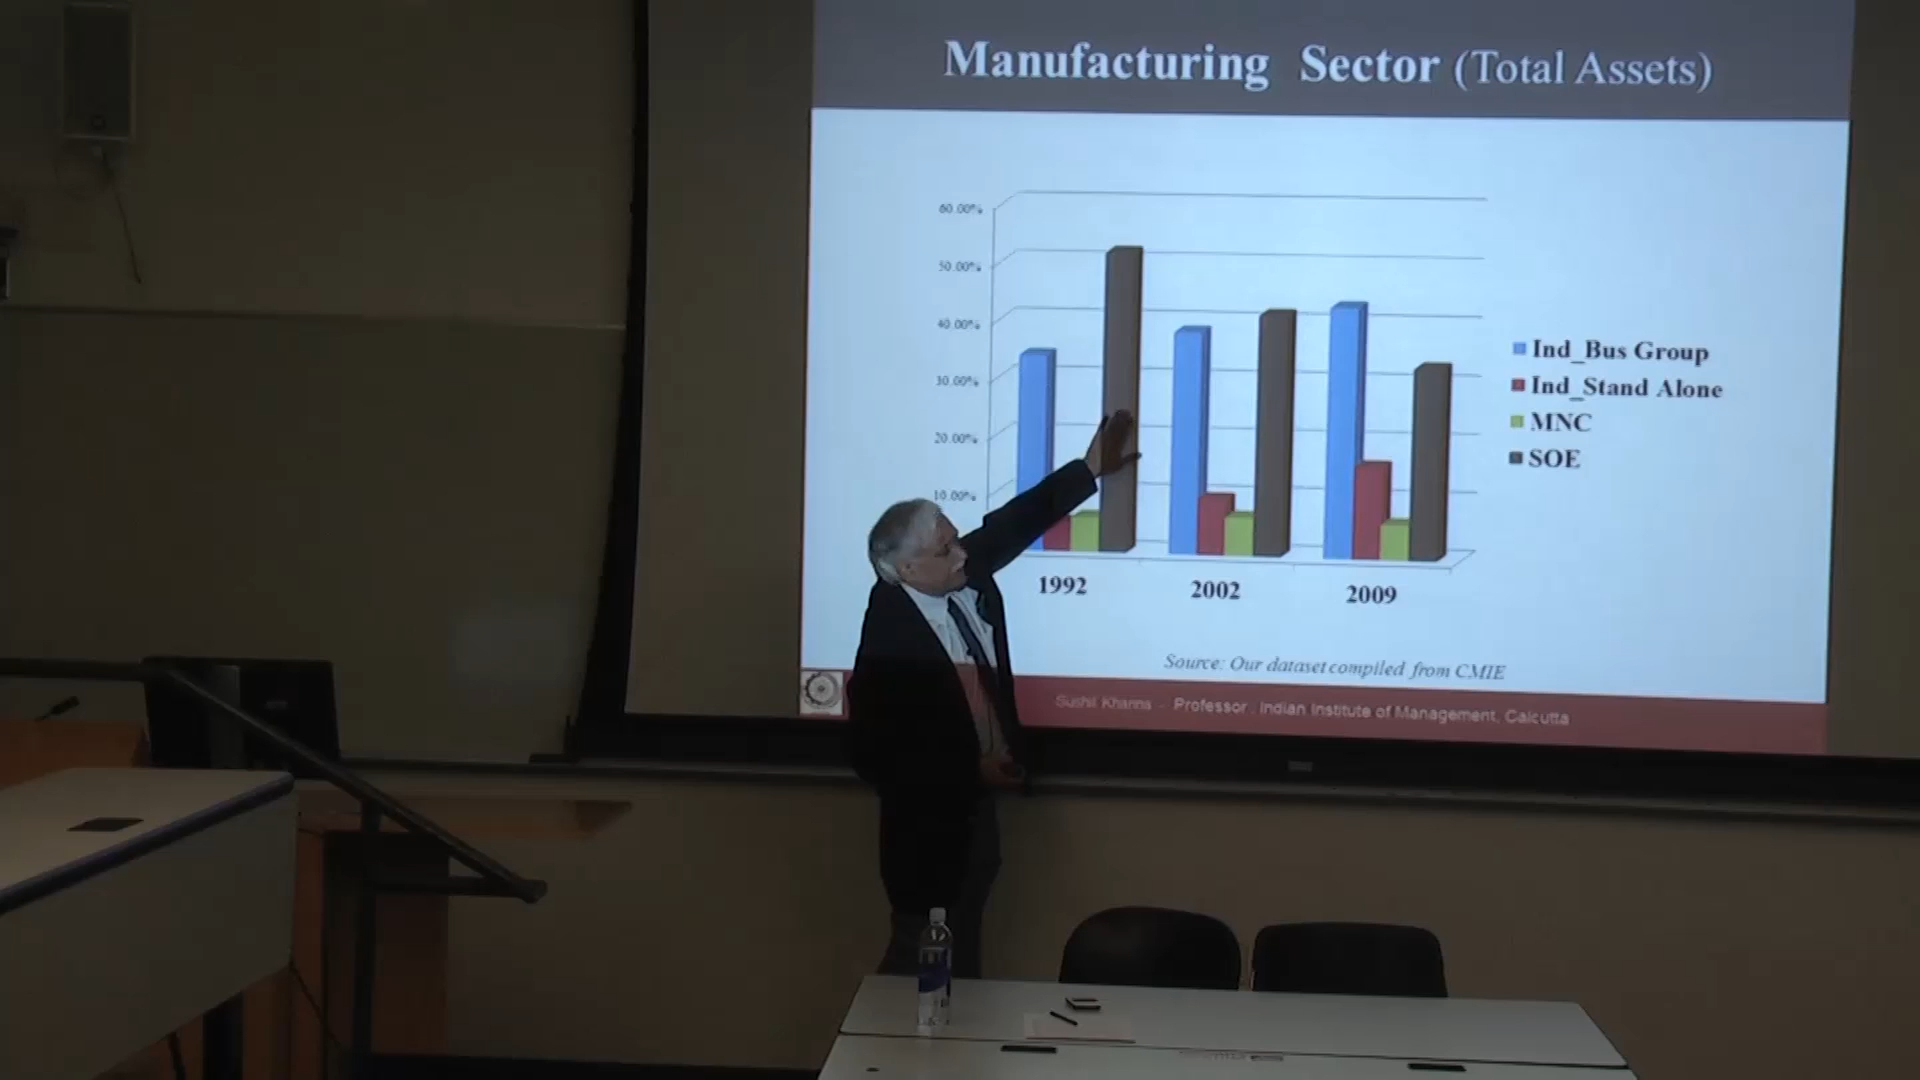 Manufacturing Sector (Total Assets)
60.00%
50.00%
40.00%
30.00%
20.00%
10.00%
1992
2002
2009
Ind_Bus Group
Ind_Stand Alone
MNC
SOE
Source: Our dataset compiled from CMIE
Sushil Khanna - Professor, Indian Institute of Management, Calcutta